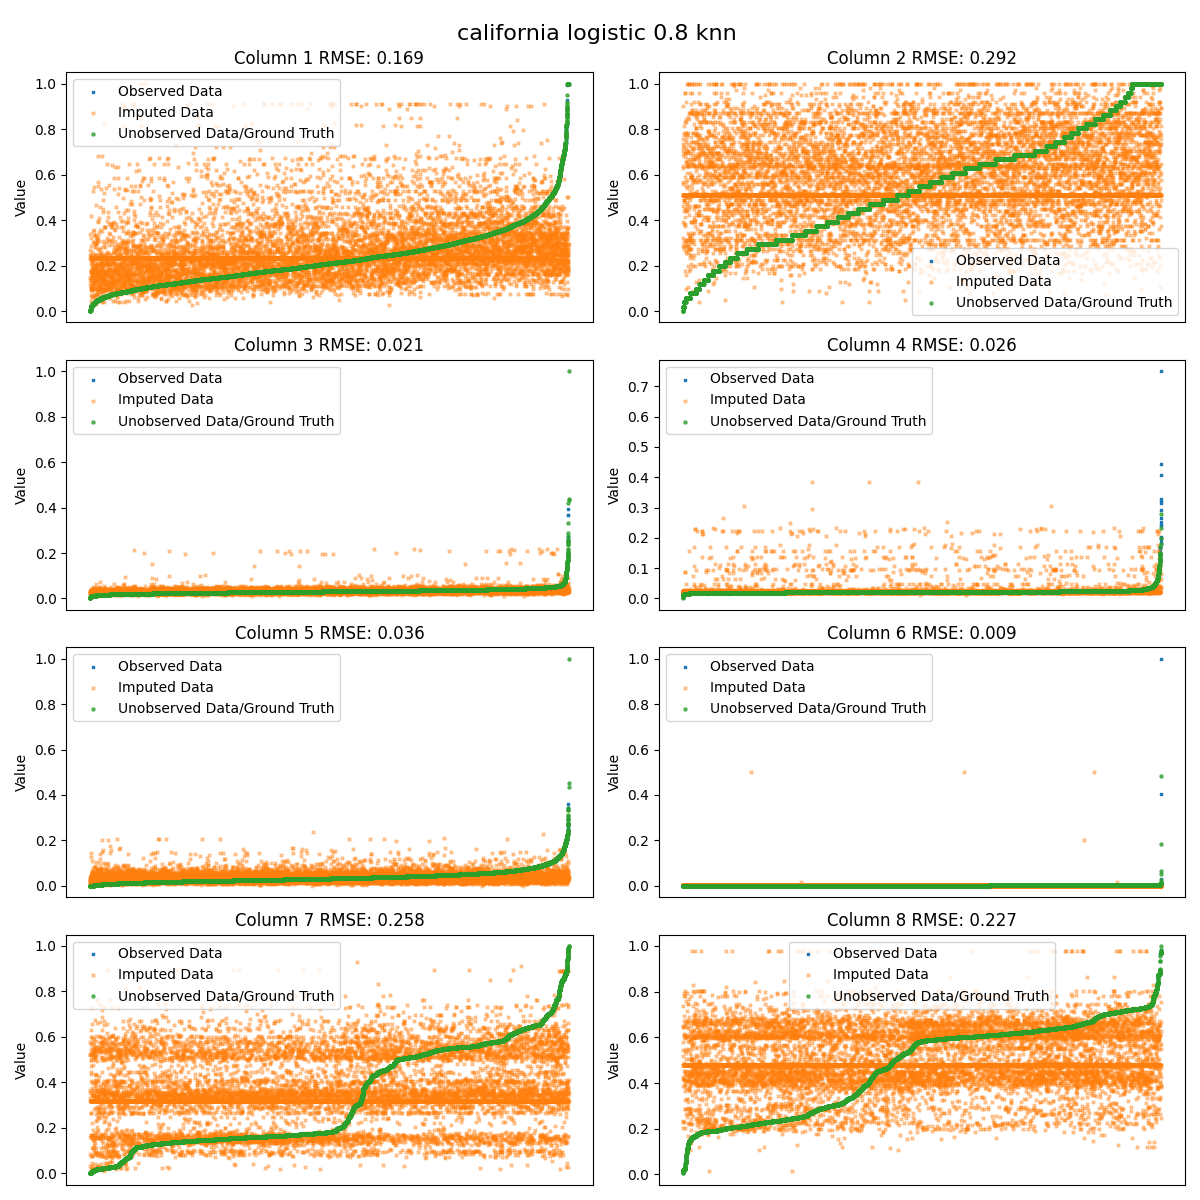 california logistic 0.8 knn
Column 1 RMSE: 0.169
Value
1.0
0.8
0.6
0.4
0.2
0.0
Observed Data
Imputed Data
Unobserved Data/Ground Truth
Column 2 RMSE: 0.292
Value
1.0
0.8
0.6
0.4
0.2
0.0
Observed Data
Imputed Data
Unobserved Data/Ground Truth
Column 3 RMSE: 0.021
Value
1.0
0.8
0.6
0.4
0.2
0.0
Observed Data
Imputed Data
Unobserved Data/Ground Truth
Column 4 RMSE: 0.026
Value
0.7
0.6
0.5
0.4
0.3
0.2
0.1
0.0
Observed Data
Imputed Data
Unobserved Data/Ground Truth
Column 5 RMSE: 0.036
Value
1.0
0.8
0.6
0.4
0.2
0.0
Observed Data
Imputed Data
Unobserved Data/Ground Truth
Column 6 RMSE: 0.009
Value
1.0
0.8
0.6
0.4
0.2
0.0
Observed Data
Imputed Data
Unobserved Data/Ground Truth
Column 7 RMSE: 0.258
Value
1.0
0.8
0.6
0.4
0.2
0.0
Observed Data
Imputed Data
Unobserved Data/Ground Truth
Column 8 RMSE: 0.227
Value
1.0
0.8
0.6
0.4
0.2
0.0
Observed Data
Imputed Data
Unobserved Data/Ground Truth